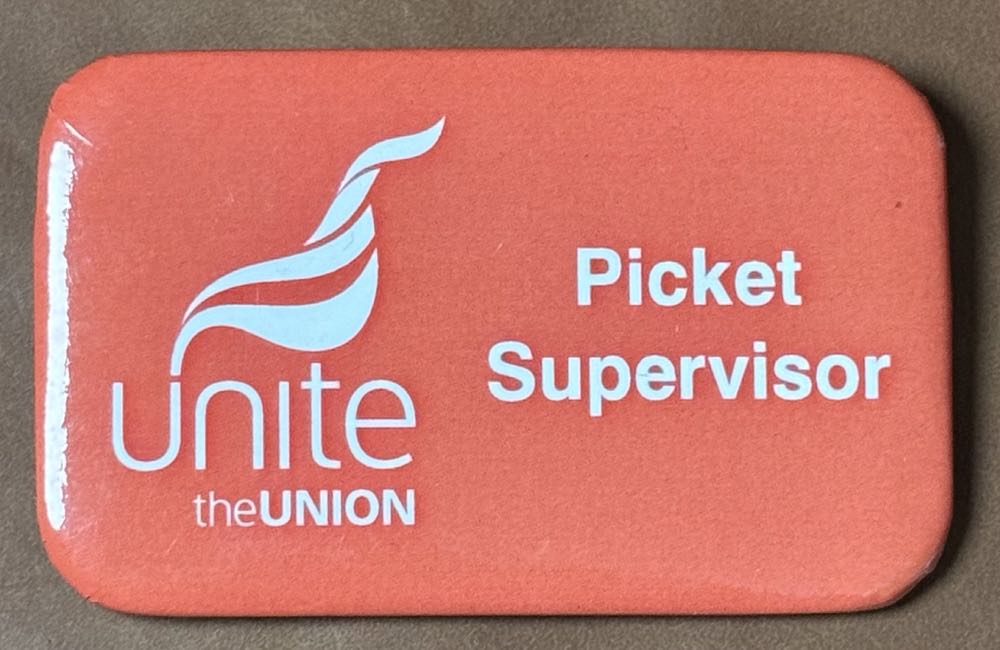 unite
theUNION
Picket
Supervisor